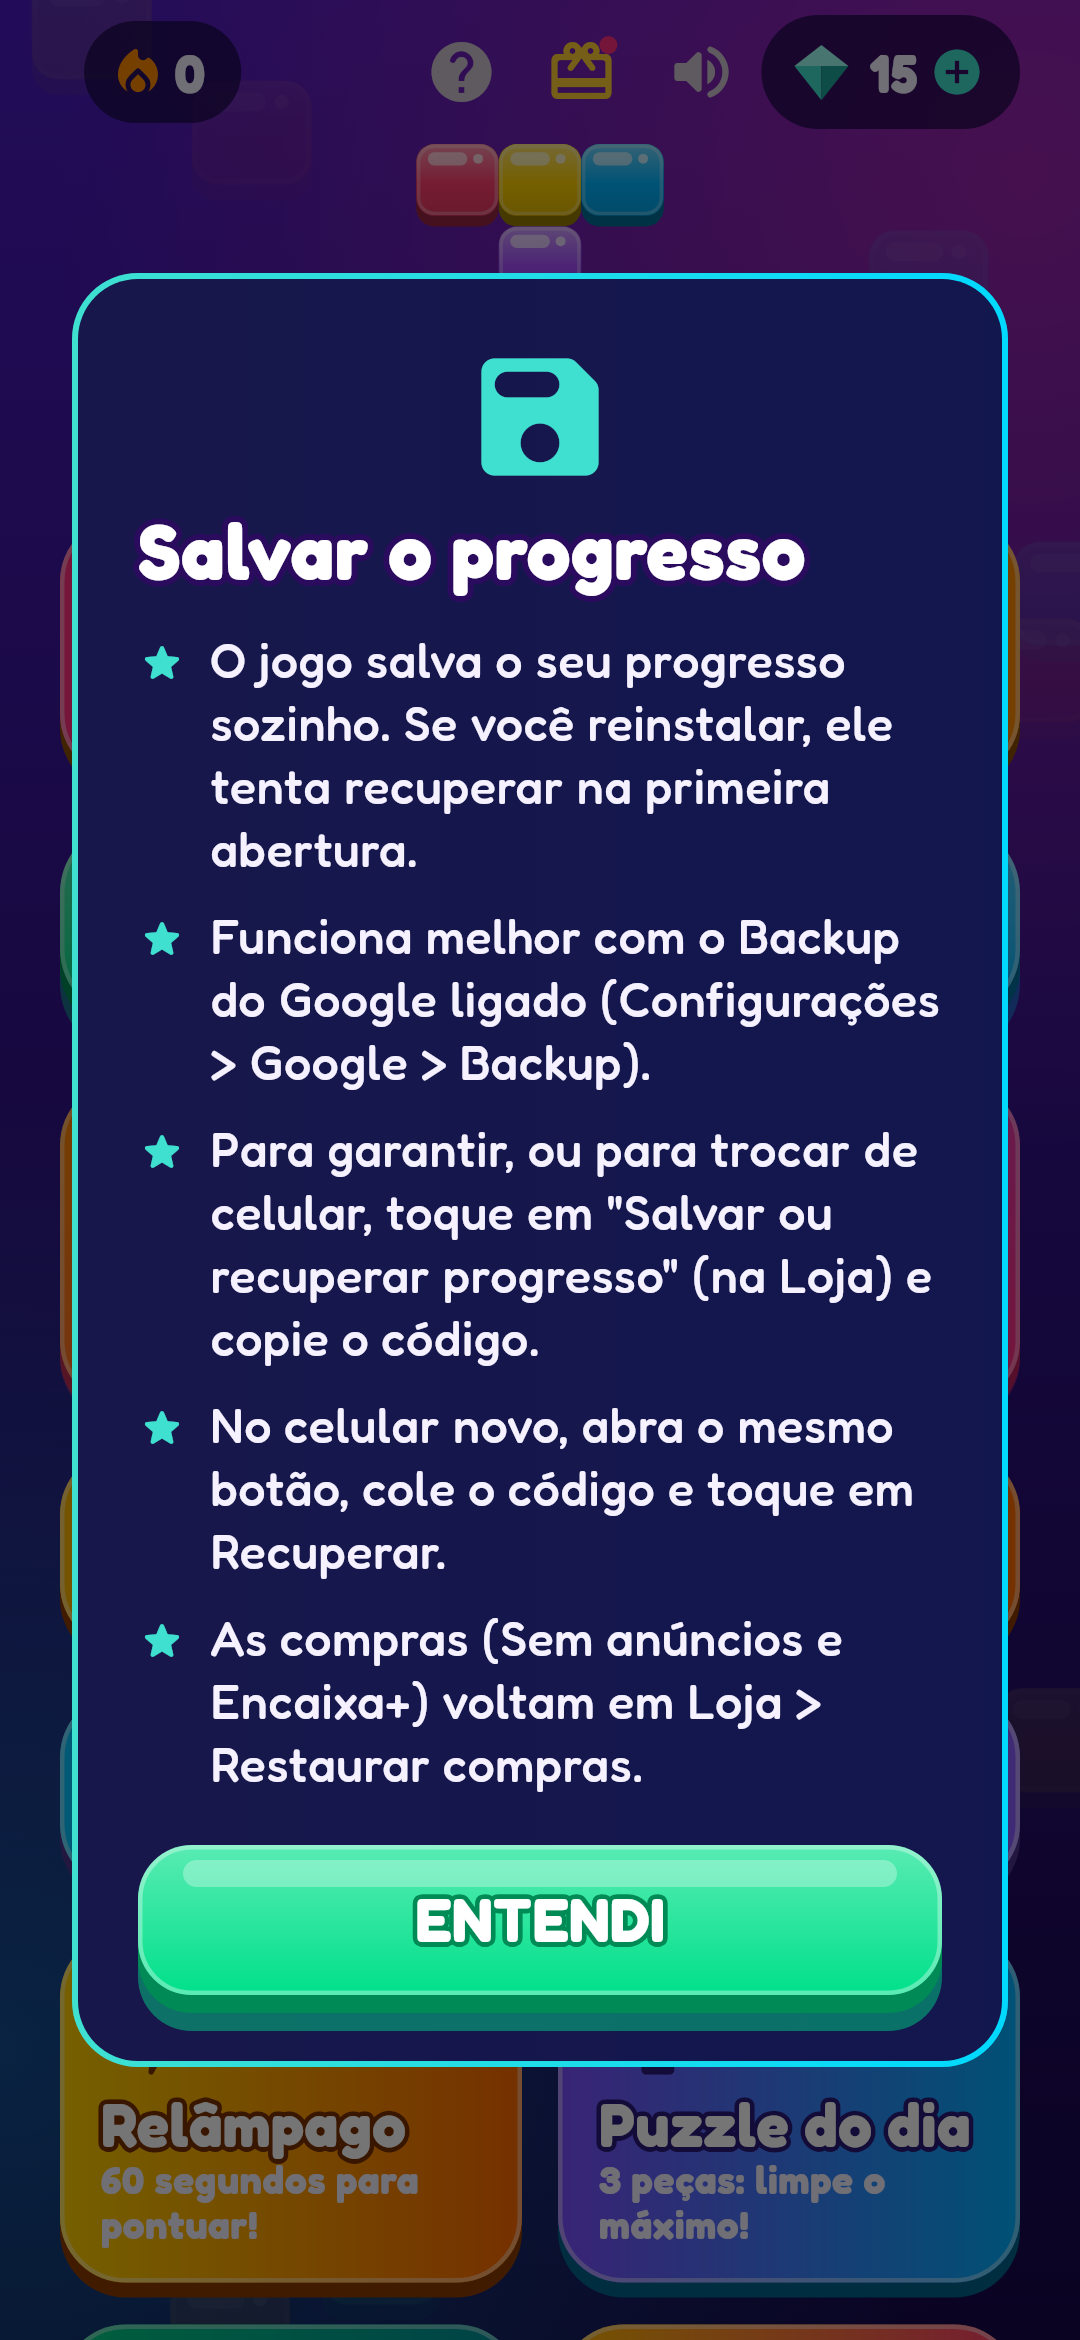 0
15
Salvar o progresso
O jogo salva o seu progresso
sozinho. Se você reinstalar, ele
tenta recuperar na primeira
abertura.
Funciona melhor com o Backup
do Google ligado (Configurações
> Google > Backup).
Para garantir, ou para trocar de
celular, toque em "Salvar ou
recuperar progresso" (na Loja) e
copie o código.
No celular novo, abra o mesmo
botão, cole o código e toque em
Recuperar.
As compras (Sem anúncios e
Encaixa+) voltam em Loja >
Restaurar compras.
ENTENDI
Relâmpago
60 segundos para
pontuar!
Puzzle do dia
3 peças: limpe o
máximo!